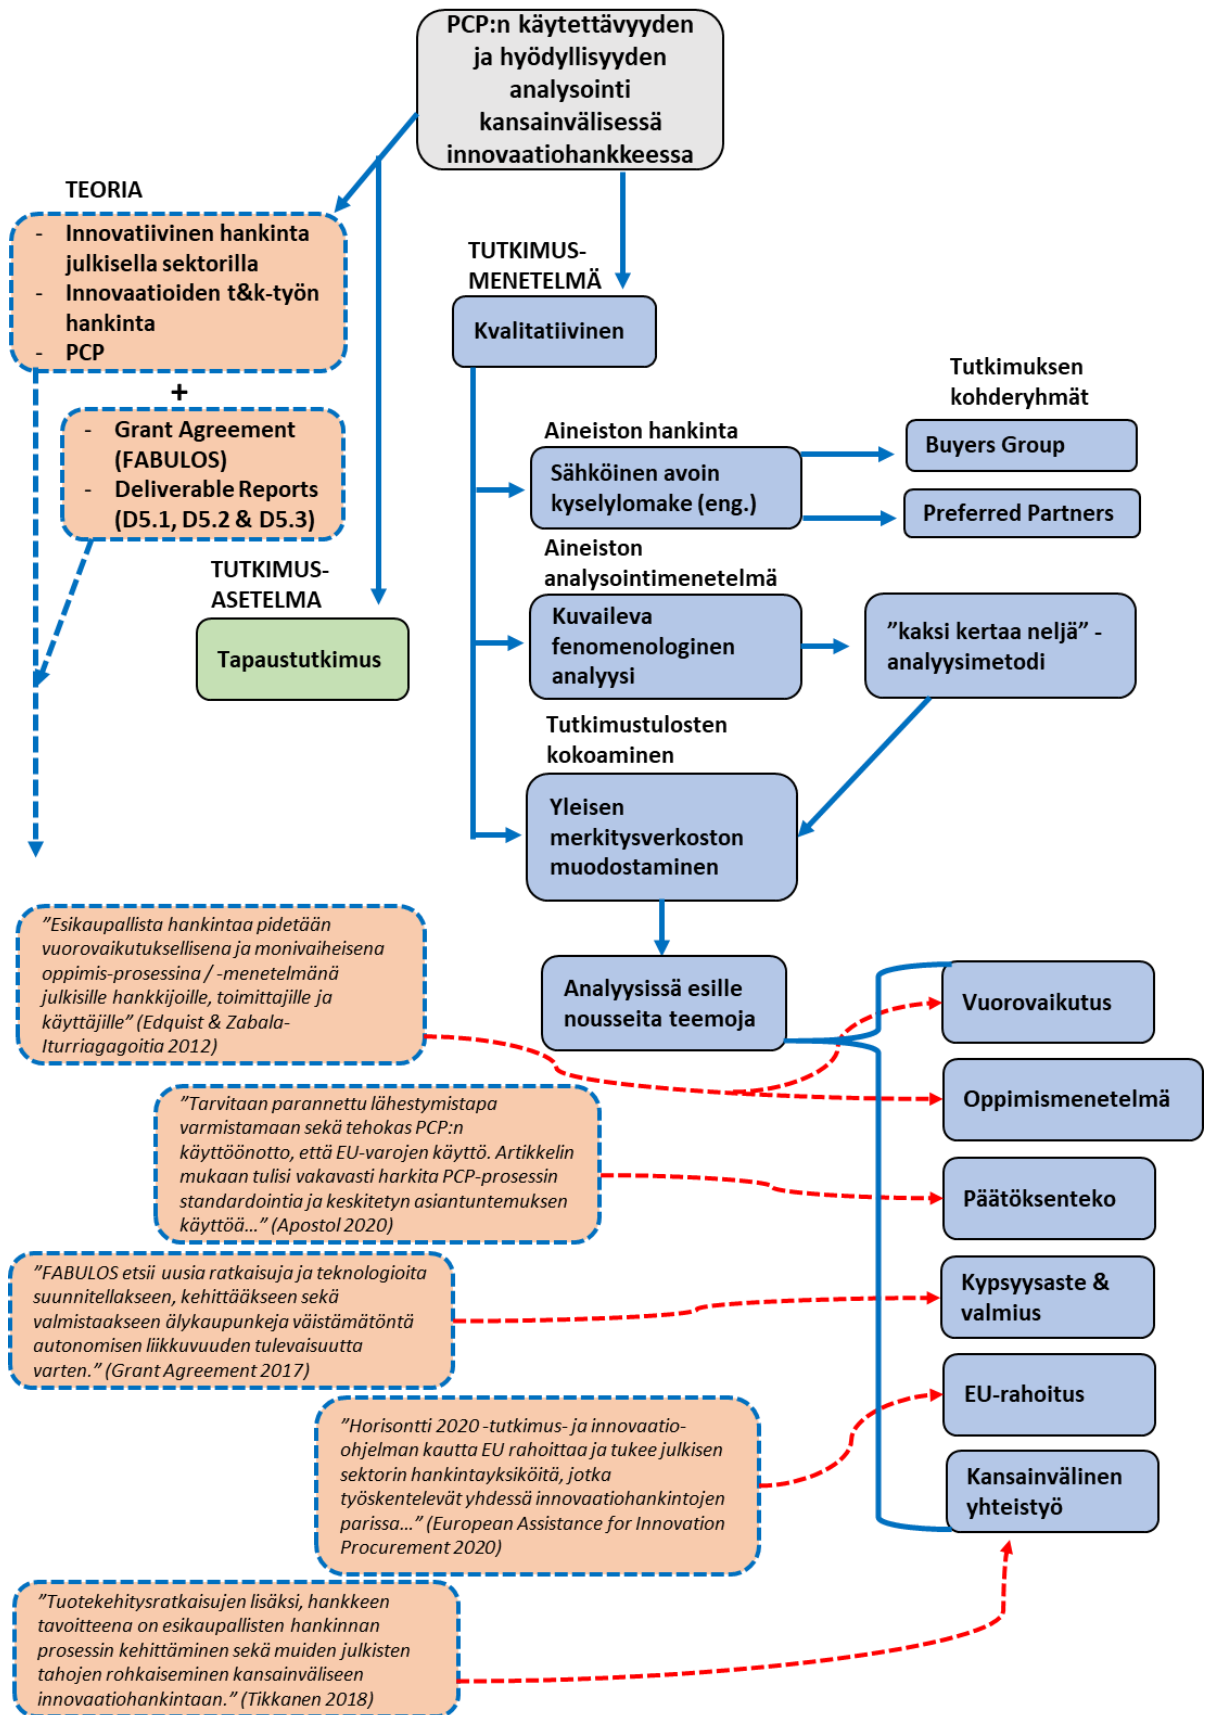 PCP:n käytettävyyden
ja hyödyllisyyden
analysointi
kansainvälisessä
innovaatiohankkeessa
TEORIA
- Innovatiivinen hankinta
julkisella sektorilla
- Innovaatioiden t&k-työn
hankinta
- PCP
+
- Grant Agreement
(FABULOS)
- Deliverable Reports
(D5.1, D5.2 & D5.3)
TUTKIMUS-
ASETELMA
Tapaustutkimus
TUTKIMUS-
MENETELMÄ
Kvalitatiivinen
Aineiston hankinta
Sähköinen avoin
kyselylomake (eng.)
Tutkimuksen
kohderyhmät
Buyers Group
Preferred Partners
Aineiston
analysointimenetelmä
Kuvaileva
fenomenologinen
analyysi
”kaksi kertaa neljä” -
analyysimetodi
Tutkimustulosten
kokoaminen
Yleisen
merkitysverkoston
muodostaminen
Analyysissä esille
nousseita teemoja
Vuorovaikutus
Oppimismenetelmä
Päätöksenteko
Kypsyysaste &
valmius
EU-rahoitus
Kansainvälinen
yhteistyö
”Esikaupallista hankintaa pidetään
vuorovaikutuksellisena ja monivaiheisena
oppimis-prosessina / -menetelmänä
julkisille hankkijoille, toimittajille ja
käyttäjille” (Edquist & Zabala-
Iturriagagoitia 2012)
”Tarvitaan parannettu lähestymistapa
varmistamaan sekä tehokas PCP:n
käyttöönotto, että EU-varojen käyttö. Artikkelin
mukaan tulisi vakavasti harkita PCP-prosessin
standardointia ja keskitetyn asiantuntemuksen
käyttöä…” (Apostol 2020)
”FABULOS etsii uusia ratkaisuja ja teknologioita
suunnitellakseen, kehittääkseen sekä
valmistaakseen älykaupunkeja väistämätöntä
autonomisen liikkuvuuden tulevaisuutta
varten.” (Grant Agreement 2017)
”Horisontti 2020 -tutkimus- ja innovaatio-
ohjelman kautta EU rahoittaa ja tukee julkisen
sektorin hankintayksiköitä, jotka
työskentelevät yhdessä innovaatiohankintojen
parissa…” (European Assistance for Innovation
Procurement 2020)
”Tuotekehitysratkaisujen lisäksi, hankkeen
tavoitteena on esikaupallisten hankinnan
prosessin kehittäminen sekä muiden julkisten
tahojen rohkaiseminen kansainväliseen
innovaatiohankintaan.” (Tikkanen 2018)